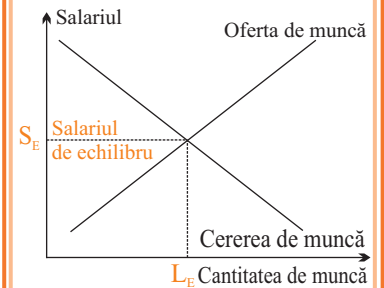 Salariul
Oferta de muncă
S_E
Salariul
de echilibru
Cererea de muncă
L_E Cantitatea de muncă